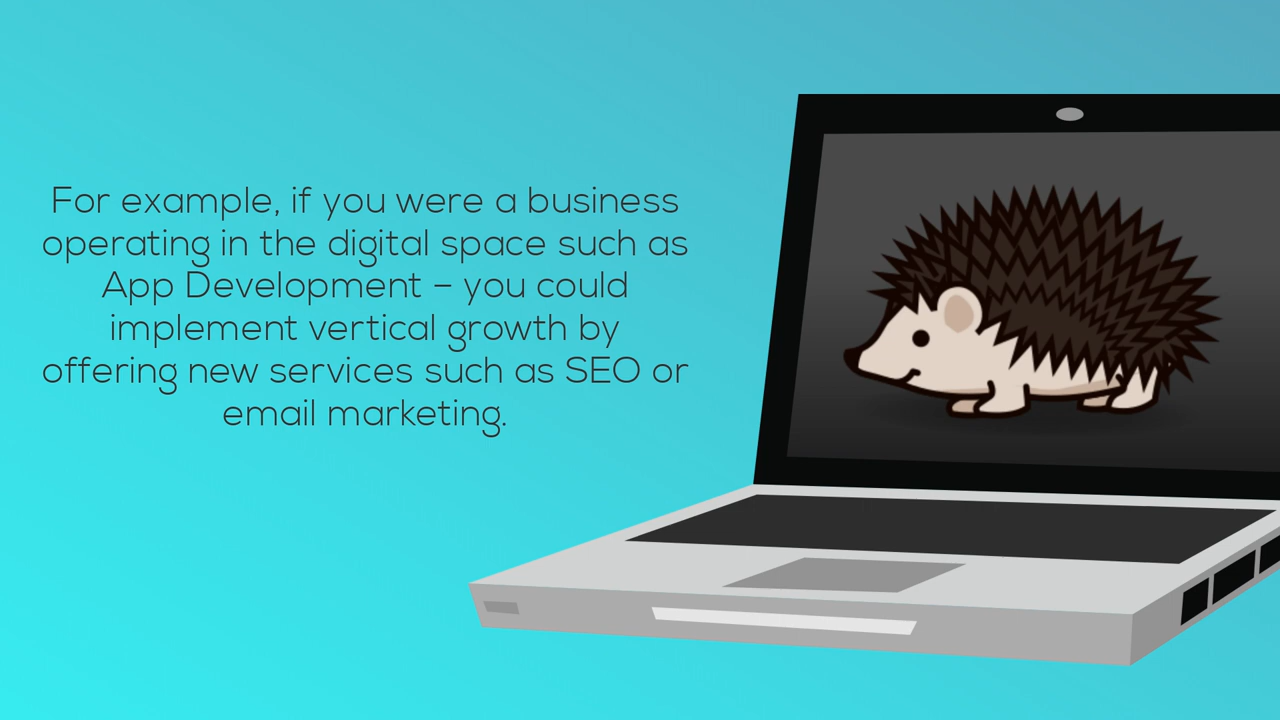 For example, if you were a business
operating in the digital space such as
App Development – you could
implement vertical growth by
offering new services such as SEO or
email marketing.